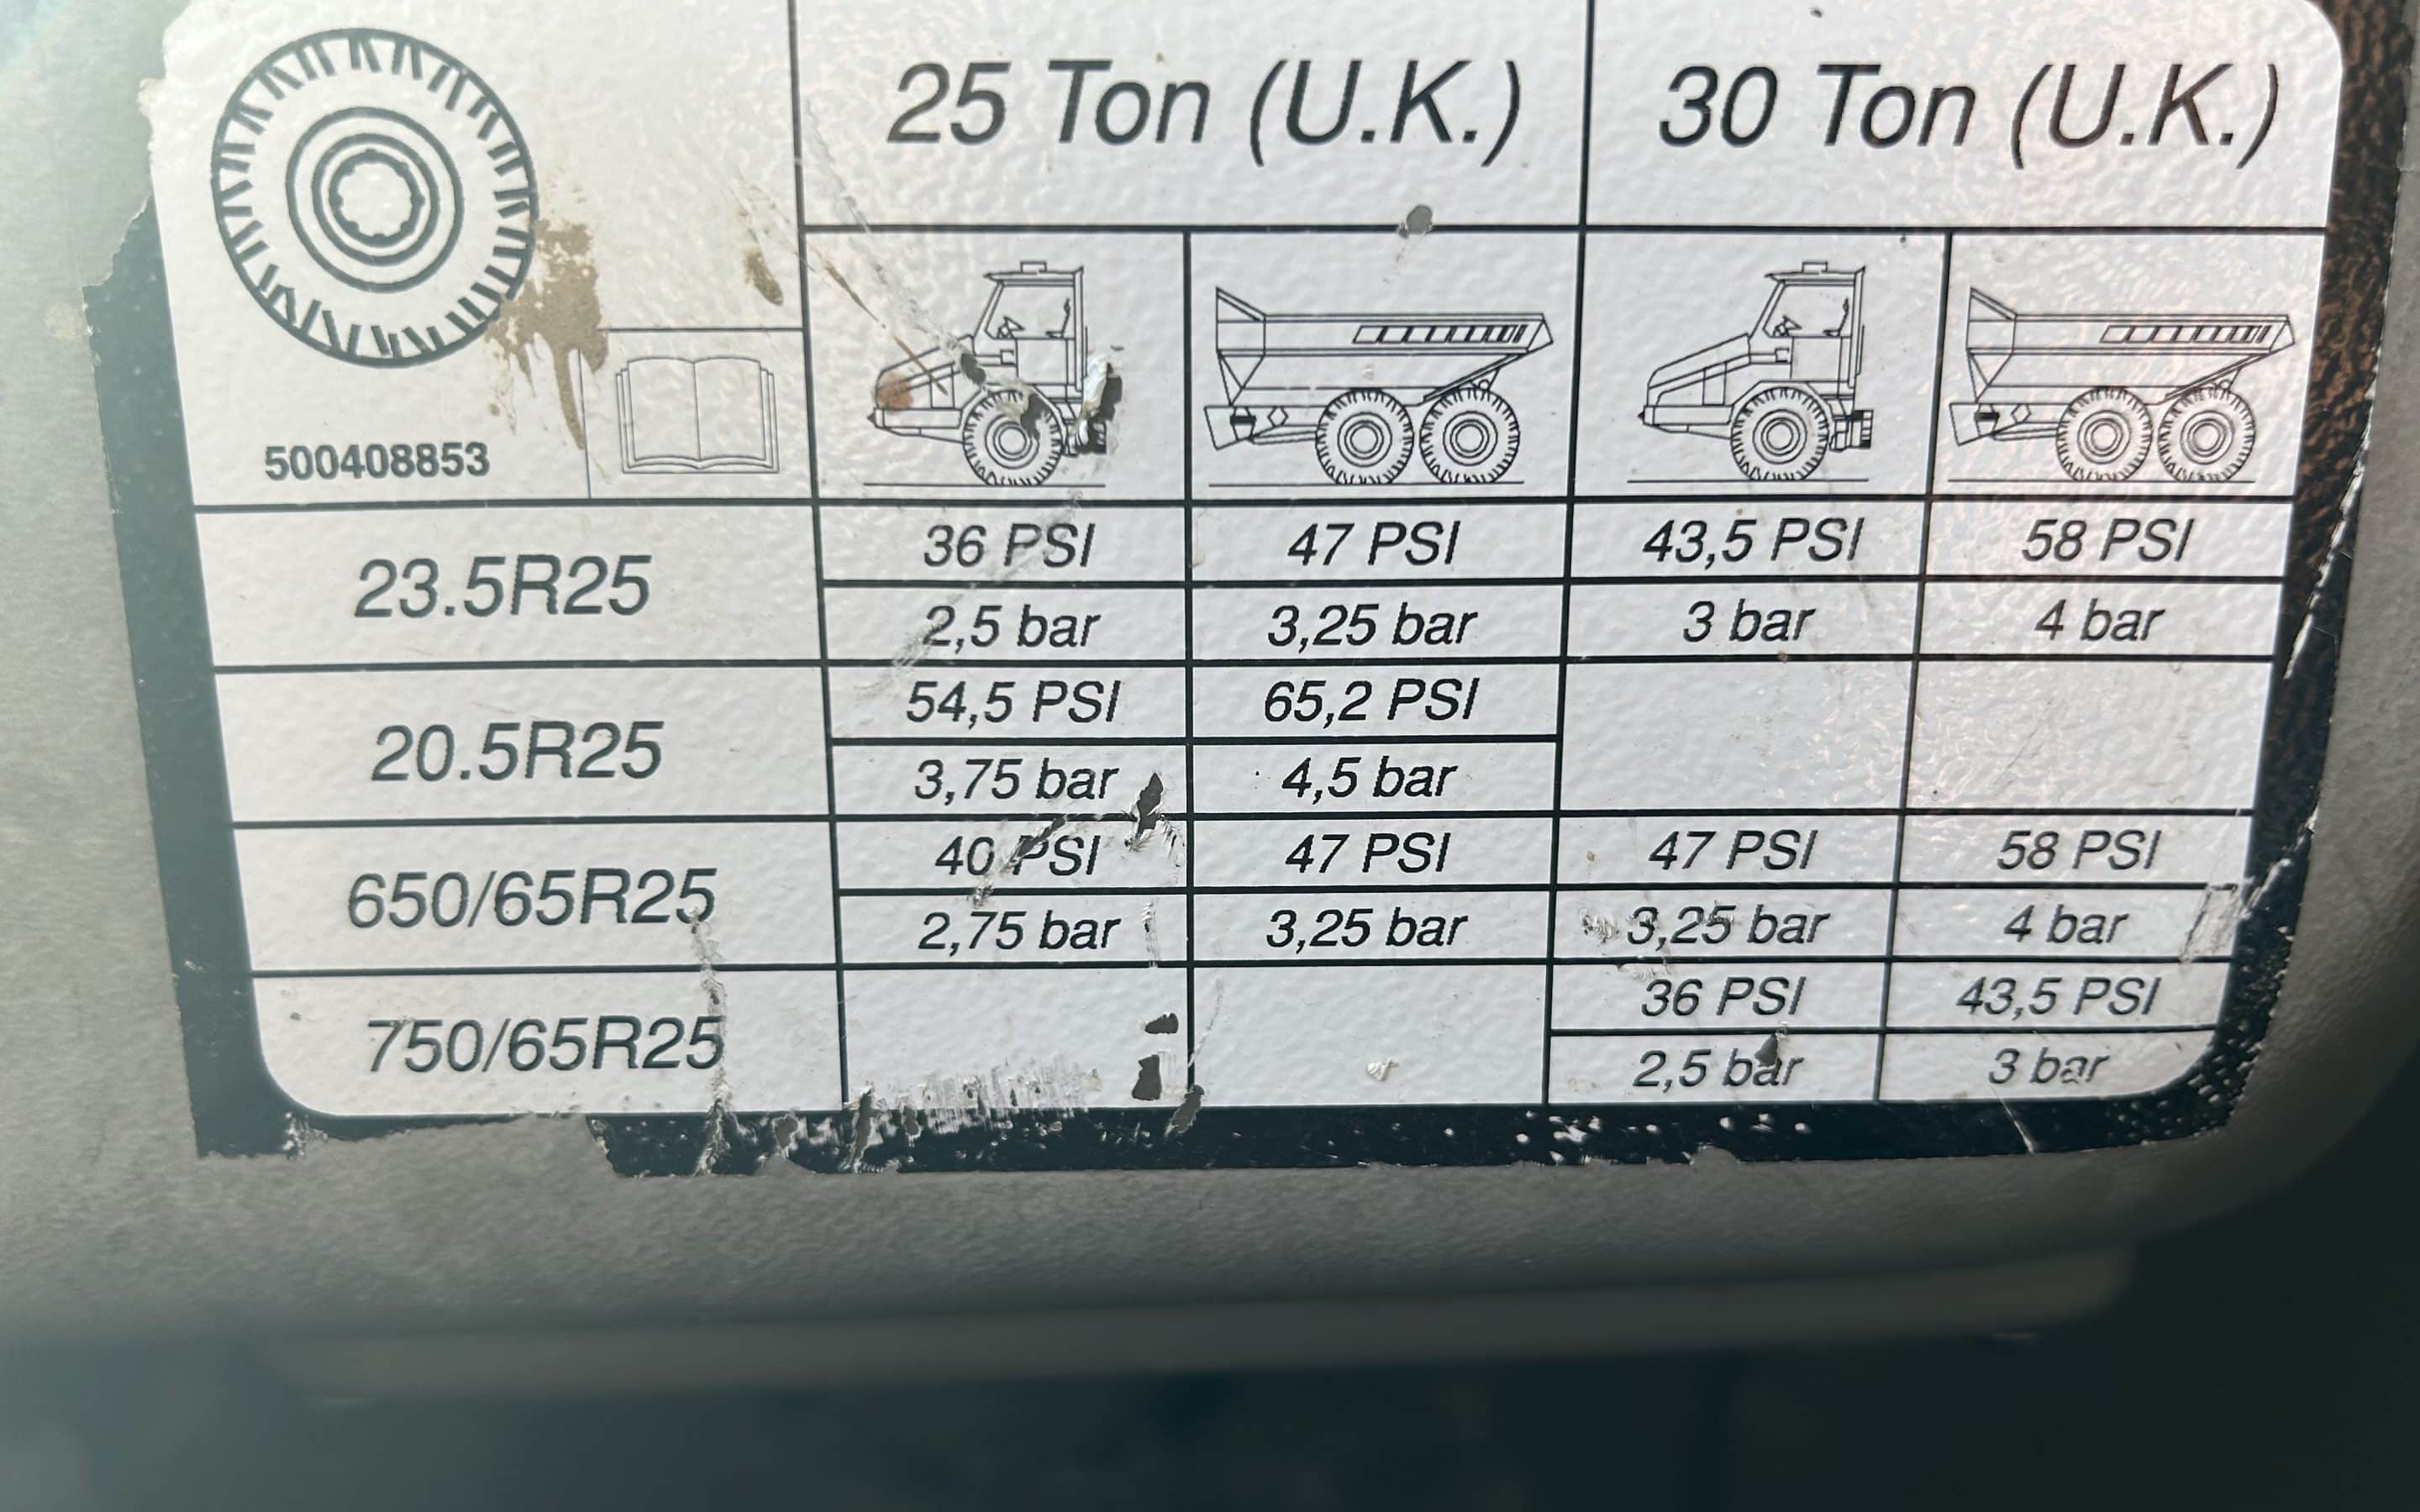 25 Ton (U.K.) 30 Ton (U.K.)
500408853
23.5R25 36 PSI 47 PSI 43,5 PSI 58 PSI
2,5 bar 3,25 bar 3 bar 4 bar
20.5R25 54,5 PSI 65,2 PSI
3,75 bar 4,5 bar
650/65R25 40 PSI 47 PSI 47 PSI 58 PSI
2,75 bar 3,25 bar 3,25 bar 4 bar
750/65R25 36 PSI 43,5 PSI
2,5 bar 3 bar